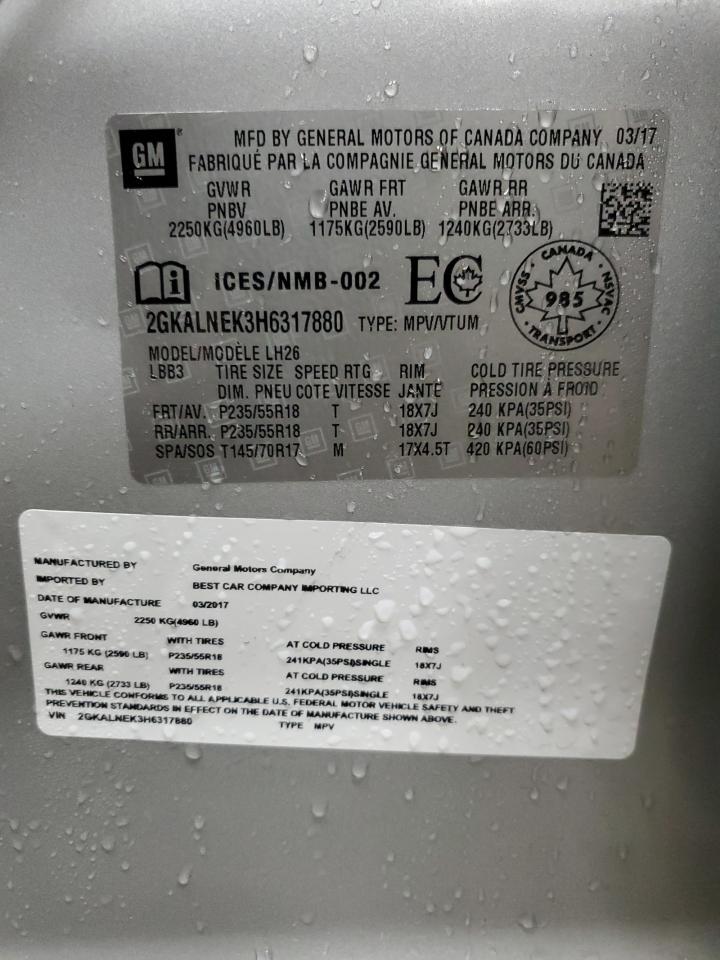 GM
MFD BY GENERAL MOTORS OF CANADA COMPANY 03/17
FABRIQUÉ PAR LA COMPAGNIE GENERAL MOTORS DU CANADA
GVWR GAWR FRT GAWR RR
PNBV PNBE AV. PNBE ARR.
2250KG(4960LB) 1175KG(2590LB) 1240KG(2733LB)
ICES/NMB-002 EC
CANADA
CMVSS 985 NSVAC
TRANSPORT
2GKALNEK3H6317880 TYPE: MPV/VTUM
MODEL/MODÈLE LH26
LBB3 TIRE SIZE SPEED RTG RIM COLD TIRE PRESSURE
DIM. PNEU COTE VITESSE JANTE PRESSION À FROID
FRT/AV. P235/55R18 T 18X7J 240 KPA(35PSI)
RR/ARR. P235/55R18 T 18X7J 240 KPA(35PSI)
SPA/SOS T145/70R17 M 17X4.5T 420 KPA(60PSI)
MANUFACTURED BY General Motors Company
IMPORTED BY BEST CAR COMPANY IMPORTING LLC
DATE OF MANUFACTURE 03/2017
GVWR 2250 KG(4960 LB)
GAWR FRONT WITH TIRES AT COLD PRESSURE RIMS
1175 KG (2590 LB) P235/55R18 241KPA(35PSI)SINGLE 18X7J
GAWR REAR WITH TIRES AT COLD PRESSURE RIMS
1240 KG (2733 LB) P235/55R18 241KPA(35PSI)SINGLE 18X7J
THIS VEHICLE CONFORMS TO ALL APPLICABLE U.S. FEDERAL MOTOR VEHICLE SAFETY AND THEFT
PREVENTION STANDARDS IN EFFECT ON THE DATE OF MANUFACTURE SHOWN ABOVE.
VIN 2GKALNEK3H6317880 TYPE MPV